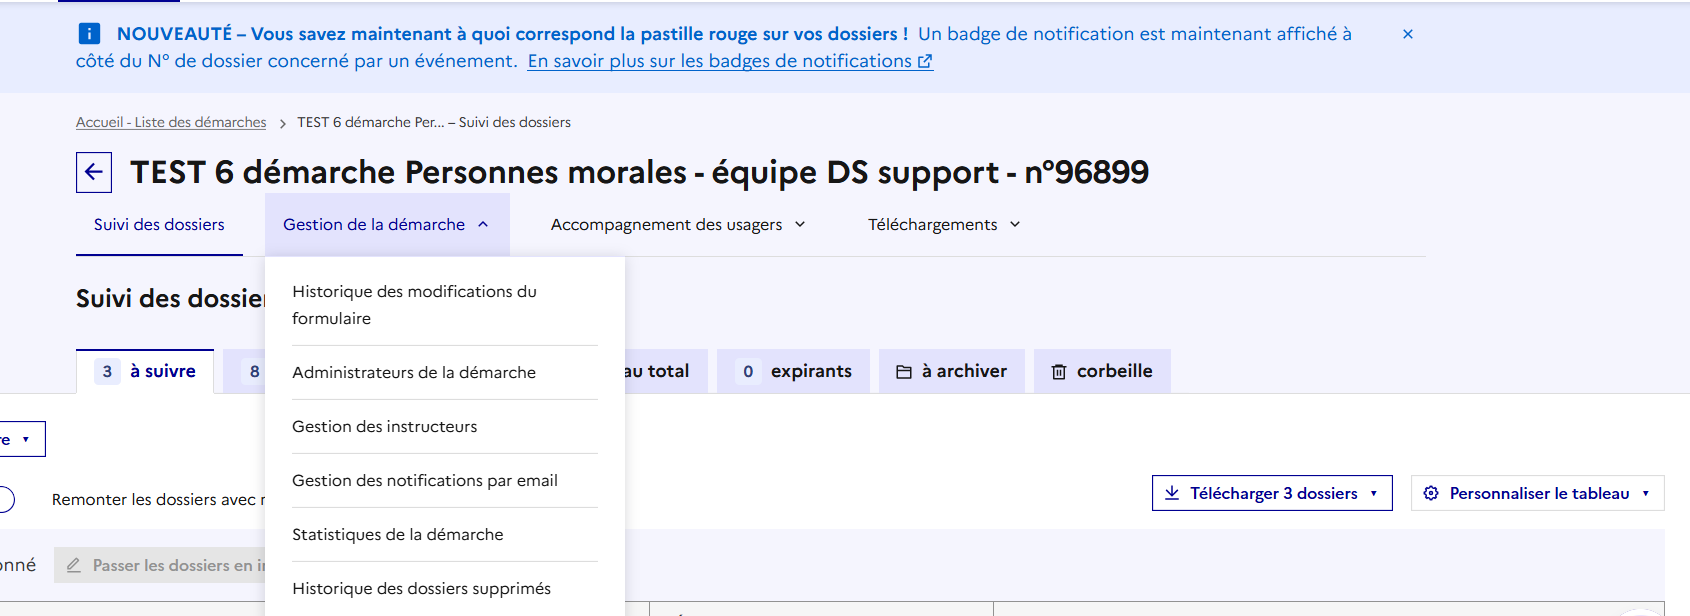 NOUVEAUTÉ – Vous savez maintenant à quoi correspond la pastille rouge sur vos dossiers ! Un badge de notification est maintenant affiché à
côté du N° de dossier concerné par un événement. En savoir plus sur les badges de notifications
Accueil - Liste des démarches > TEST 6 démarche Per... – Suivi des dossiers
TEST 6 démarche Personnes morales - équipe DS support - n°96899
Suivi des dossiers Gestion de la démarche Accompagnement des usagers Téléchargements
Suivi des dossier
Historique des modifications du
formulaire
3 à suivre 8 au total 0 expirants à archiver corbeille
Administrateurs de la démarche
Gestion des instructeurs
re
Gestion des notifications par email
Remonter les dossiers avec Télécharger 3 dossiers Personnaliser le tableau
Statistiques de la démarche
onné Passer les dossiers en
Historique des dossiers supprimés